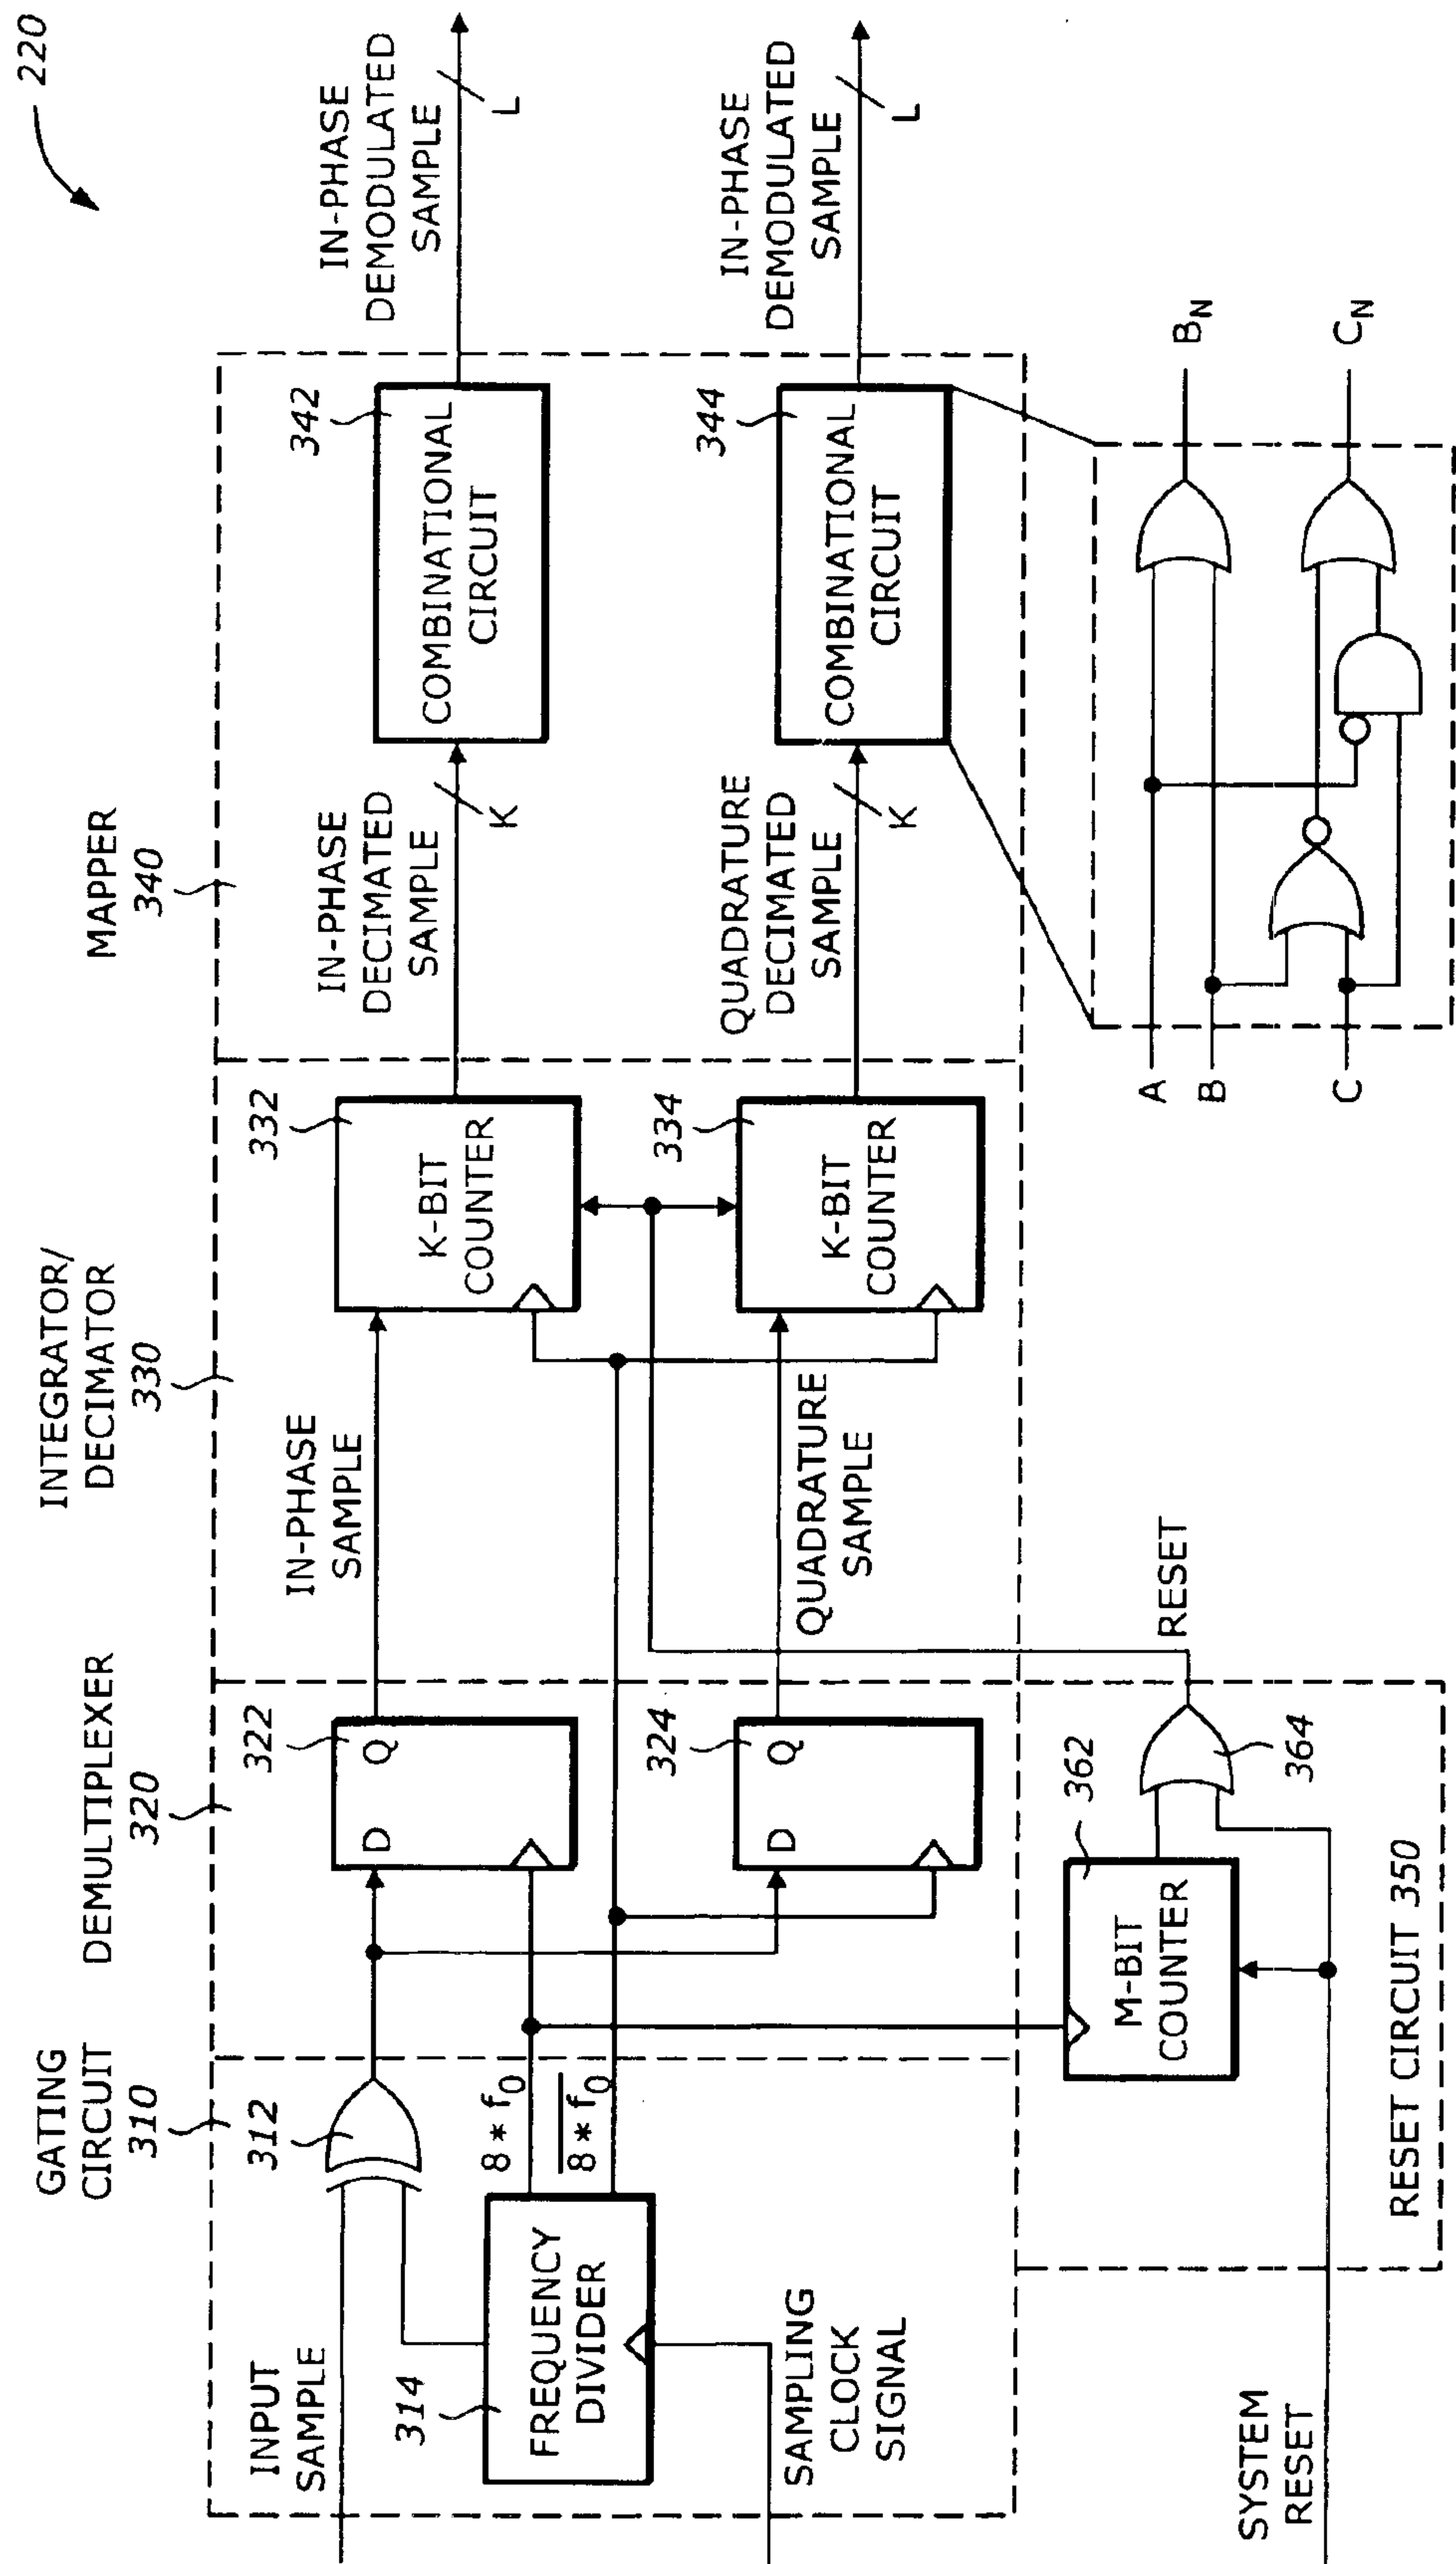 220
GATING
CIRCUIT
310
DEMULTIPLEXER
320
INTEGRATOR/
DECIMATOR
330
MAPPER
340
INPUT
SAMPLE
312
314
FREQUENCY
DIVIDER
8 * f0
8 * f0
SAMPLING
CLOCK
SIGNAL
322
D Q
324
D Q
IN-PHASE
SAMPLE
QUADRATURE
SAMPLE
332
K-BIT
COUNTER
334
K-BIT
COUNTER
IN-PHASE
DECIMATED
SAMPLE
K
QUADRATURE
DECIMATED
SAMPLE
K
342
COMBINATIONAL
CIRCUIT
344
COMBINATIONAL
CIRCUIT
IN-PHASE
DEMODULATED
SAMPLE
L
IN-PHASE
DEMODULATED
SAMPLE
L
SYSTEM
RESET
362
M-BIT
COUNTER
364
RESET
RESET CIRCUIT 350
A
B
C
BN
CN